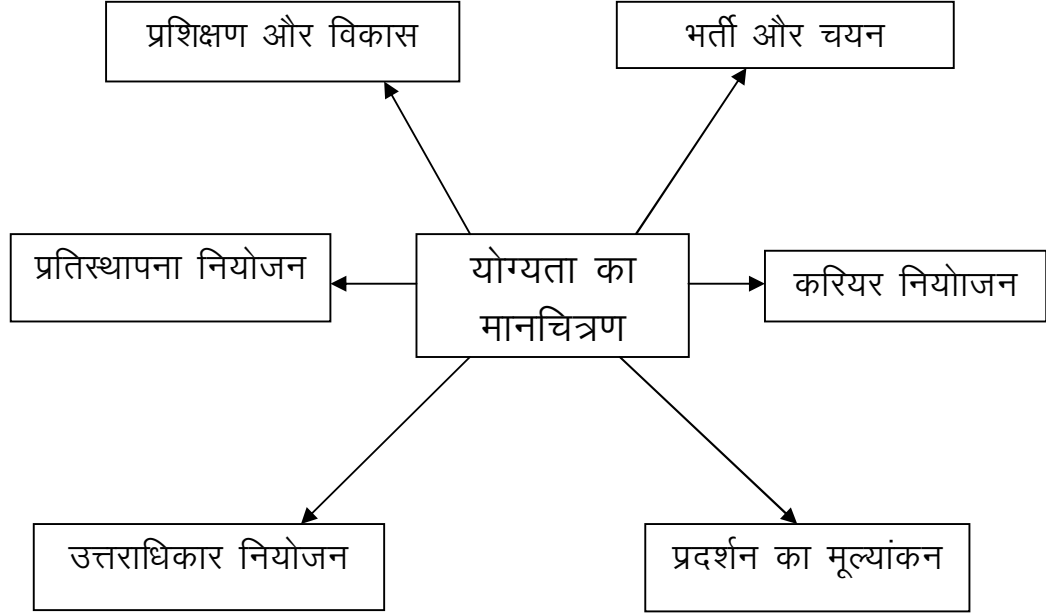 प्रशिक्षण और विकास
भर्ती और चयन
प्रतिस्थापना नियोजन
योग्यता का
मानचित्रण
करियर नियोाजन
उत्तराधिकार नियोजन
प्रदर्शन का मूल्यांकन